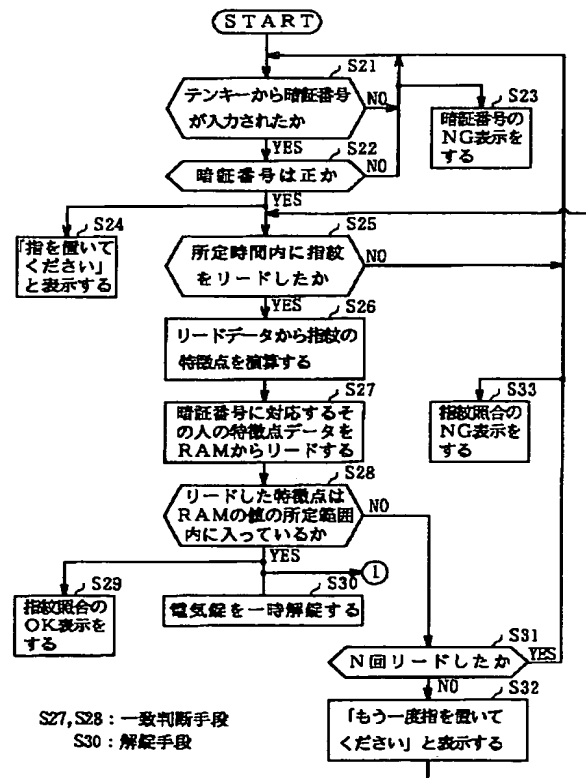 START
S21
テンキーから暗証番号
が入力されたか
NO
YES
S22
暗証番号は正か
NO
YES
S23
暗証番号の
NG表示を
する
S24
「指を置いて
ください」
と表示する
S25
所定時間内に指紋
をリードしたか
NO
YES
S26
リードデータから指紋の
特徴点を演算する
S27
暗証番号に対応するそ
の人の特徴点データを
RAMからリードする
S33
指紋照合の
NG表示を
する
S28
リードした特徴点は
RAMの値の所定範囲
内に入っているか
NO
YES
1
S29
指紋照合の
OK表示を
する
S30
電気錠を一時解錠する
S31
N回リードしたか
YES
NO
S32
「もう一度指を置いて
ください」と表示する
S27,S28:一致判断手段
S30:解錠手段